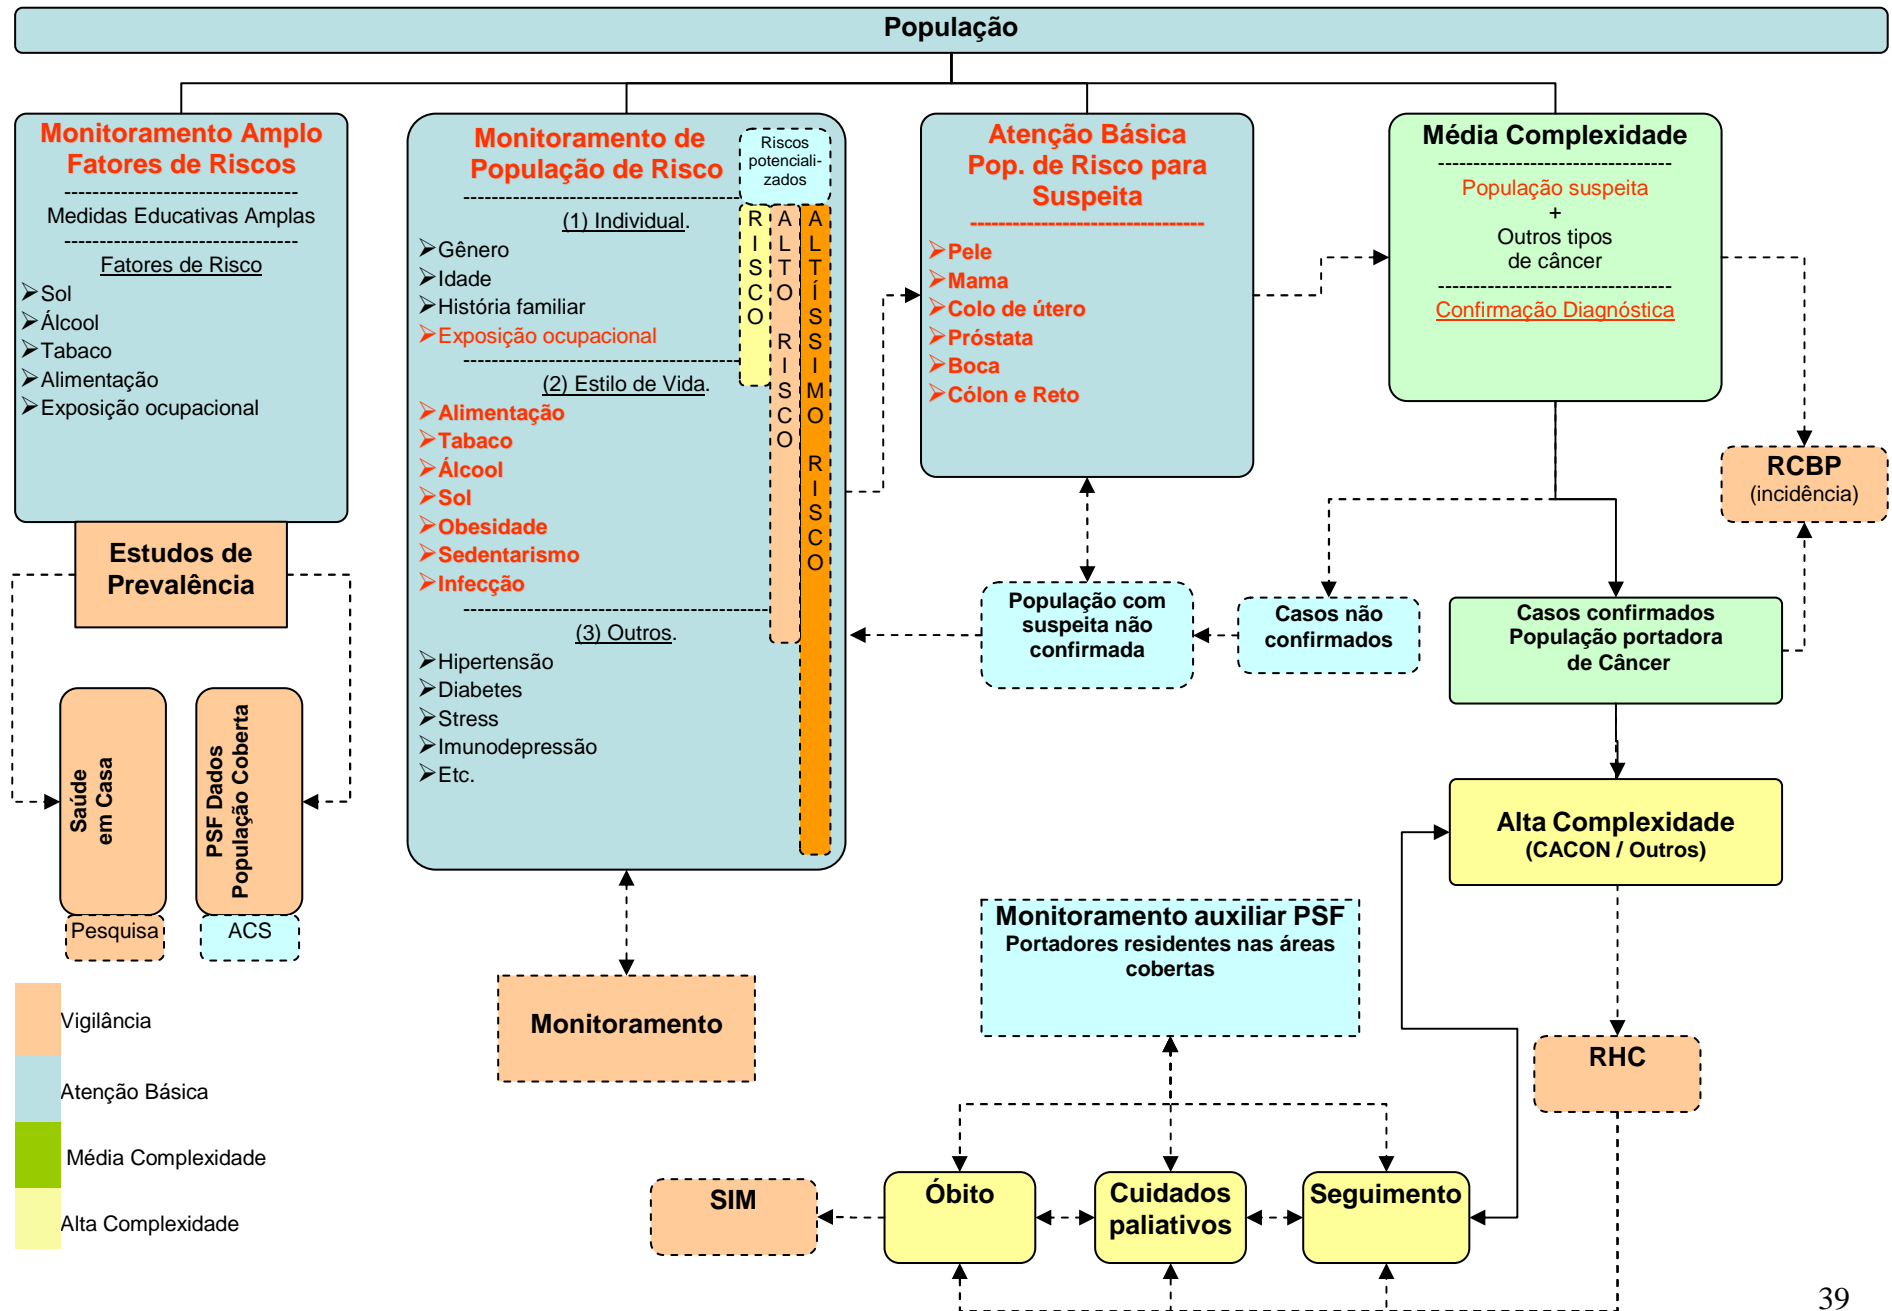 População
Monitoramento Amplo
Fatores de Riscos
Medidas Educativas Amplas
Fatores de Risco
Sol
Álcool
Tabaco
Alimentação
Exposição ocupacional
Estudos de
Prevalência
Saúde
em Casa
Pesquisa
PSF Dados
População Coberta
ACS
Vigilância
Atenção Básica
Média Complexidade
Alta Complexidade
Monitoramento de
População de Risco
Riscos
potenciali-
zados
RISCO
ALTO RISCO
ALTÍSSIMO RISCO
(1) Individual.
Gênero
Idade
História familiar
Exposição ocupacional
(2) Estilo de Vida.
Alimentação
Tabaco
Álcool
Sol
Obesidade
Sedentarismo
Infecção
(3) Outros.
Hipertensão
Diabetes
Stress
Imunodepressão
Etc.
Monitoramento
Atenção Básica
Pop. de Risco para
Suspeita
Pele
Mama
Colo de útero
Próstata
Boca
Cólon e Reto
População com
suspeita não
confirmada
Casos não
confirmados
Média Complexidade
População suspeita
+
Outros tipos
de câncer
Confirmação Diagnóstica
RCBP
(incidência)
Casos confirmados
População portadora
de Câncer
Alta Complexidade
(CACON / Outros)
Monitoramento auxiliar PSF
Portadores residentes nas áreas
cobertas
RHC
SIM
Óbito
Cuidados
paliativos
Seguimento
39